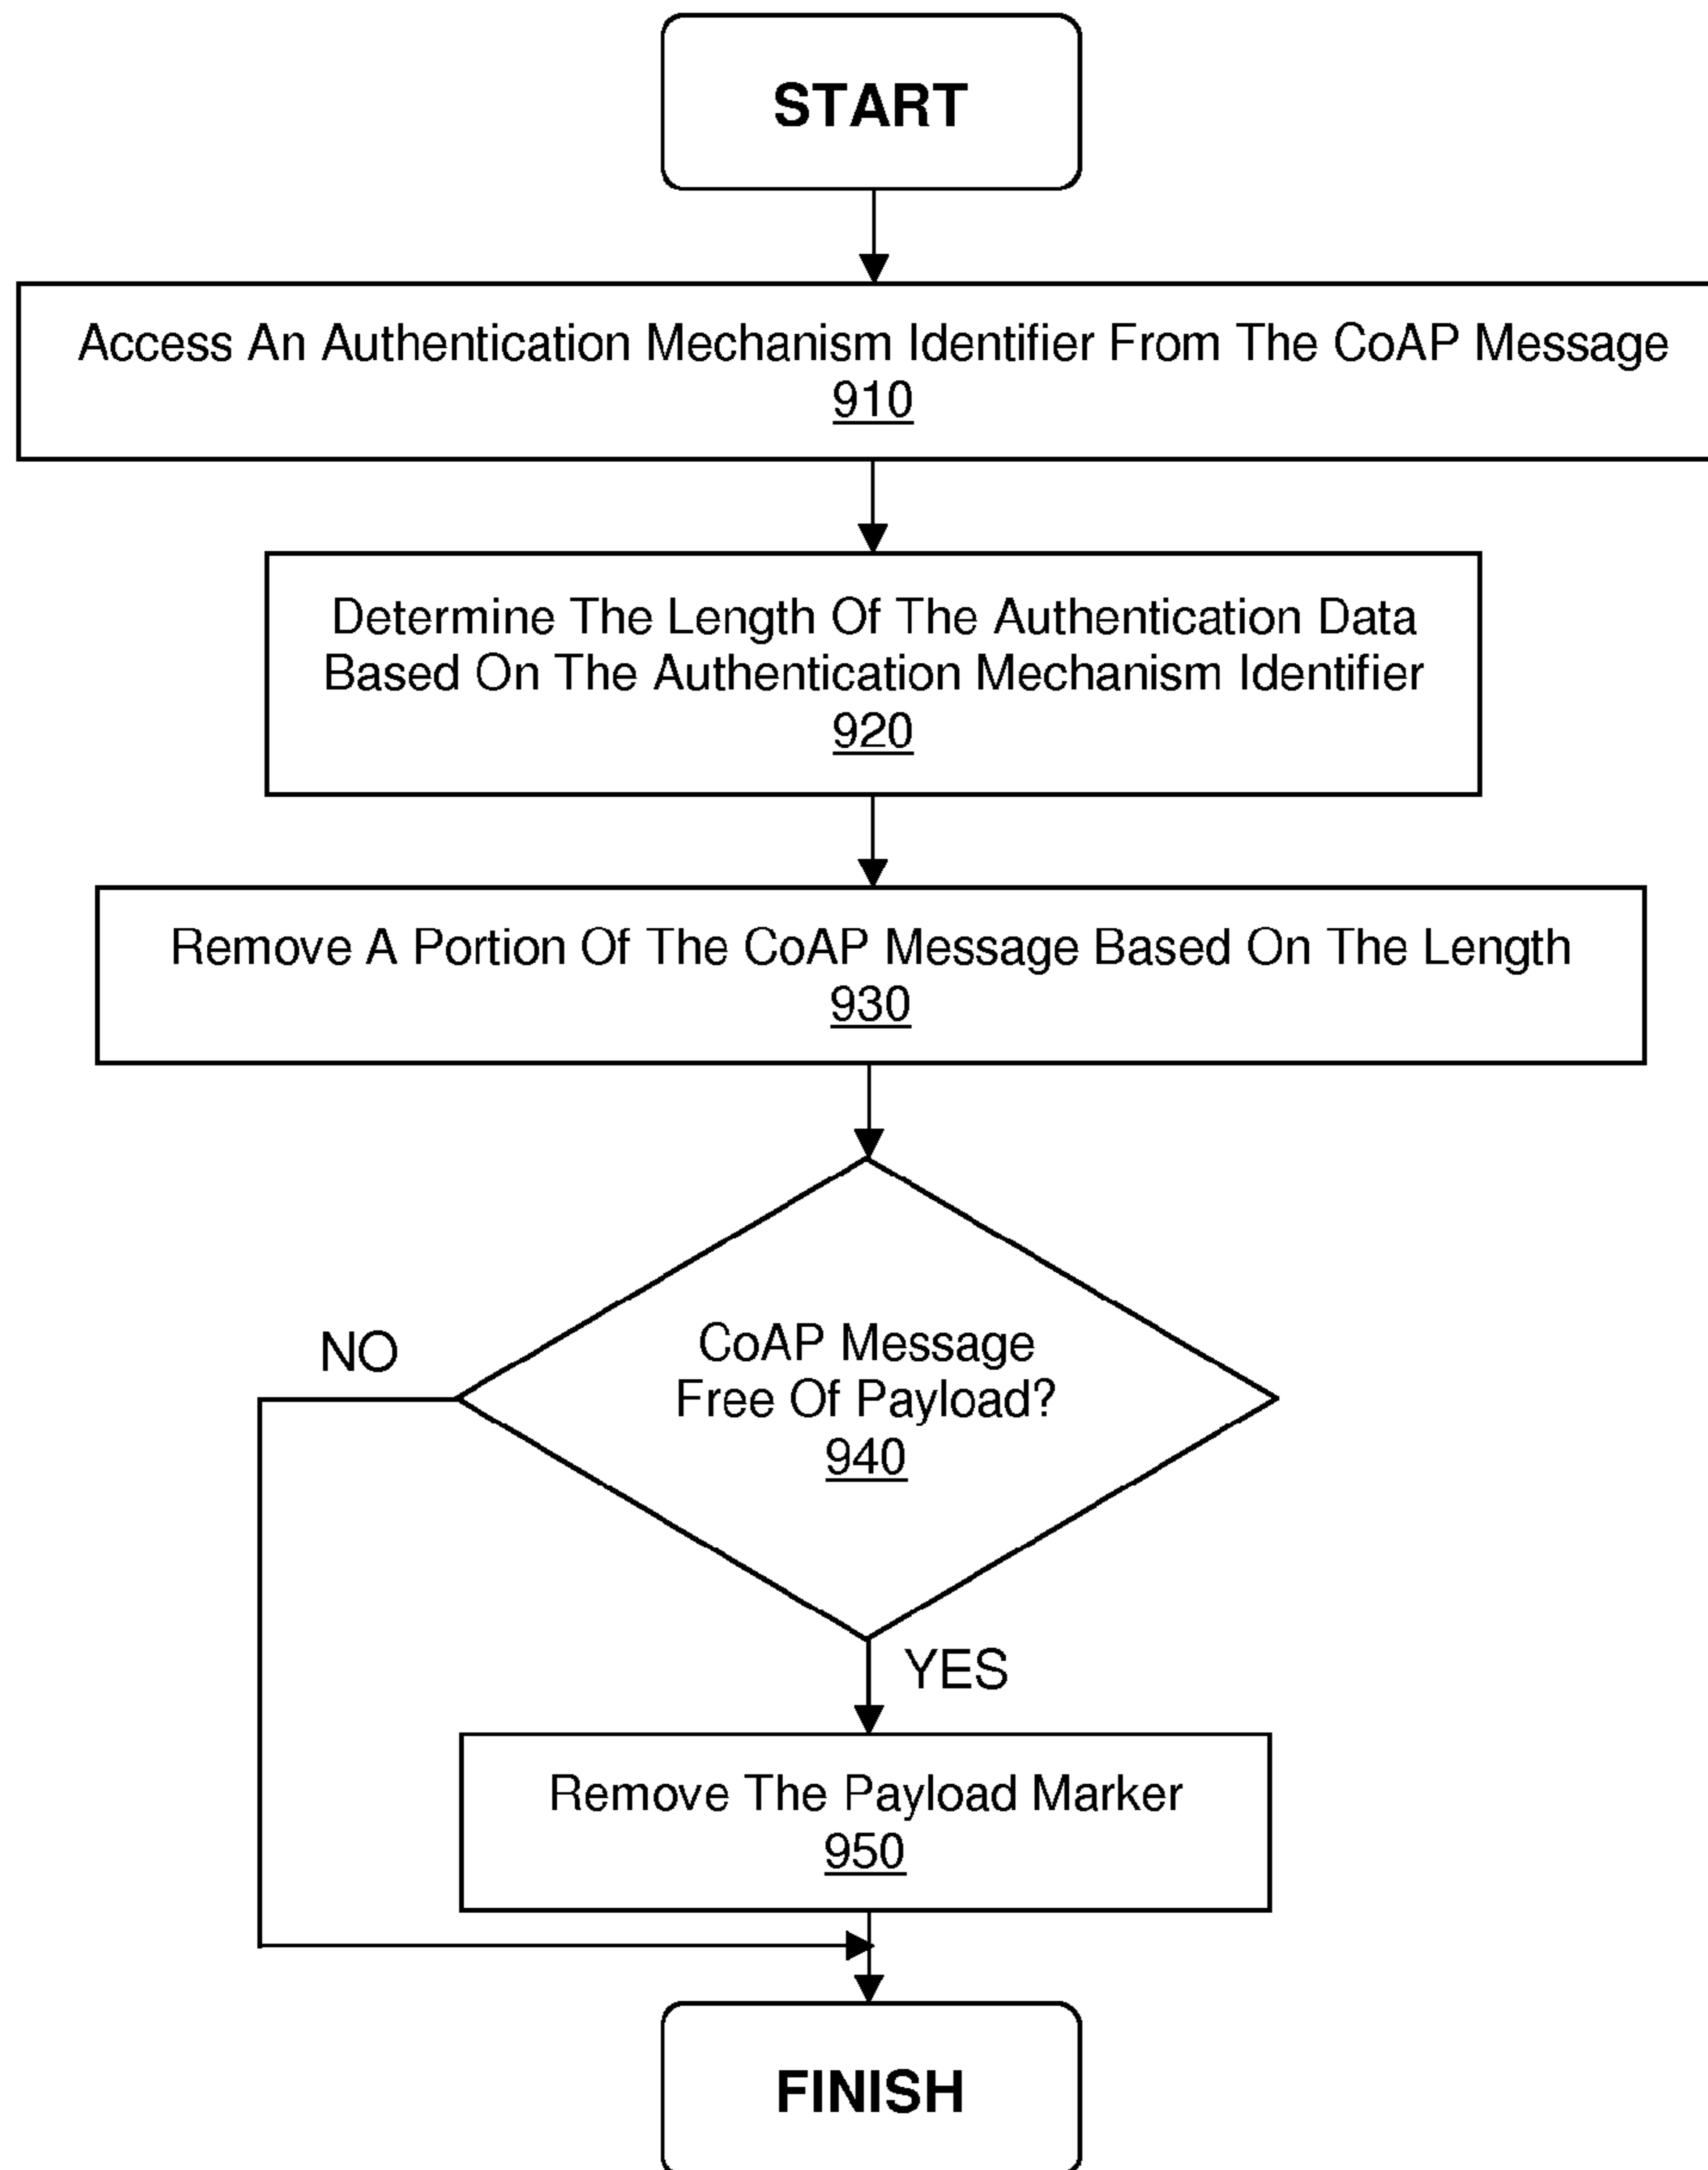 START
Access An Authentication Mechanism Identifier From The CoAP Message
910
Determine The Length Of The Authentication Data
Based On The Authentication Mechanism Identifier
920
Remove A Portion Of The CoAP Message Based On The Length
930
CoAP Message
Free Of Payload?
940
NO
YES
Remove The Payload Marker
950
FINISH